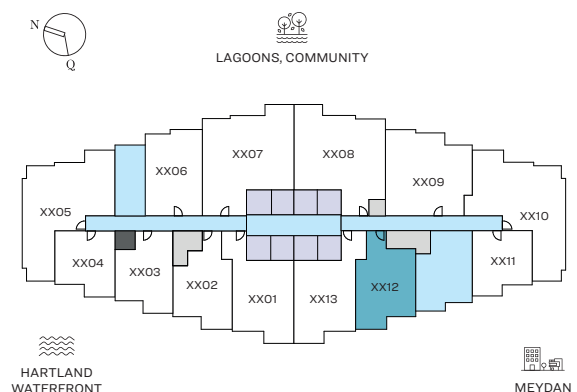 N
Q
LAGOONS, COMMUNITY
XX07
XX08
XX06
XX09
XX05
XX10
XX04
XX03
XX02
XX01
XX13
XX12
XX11
HARTLAND
WATERFRONT
MEYDAN